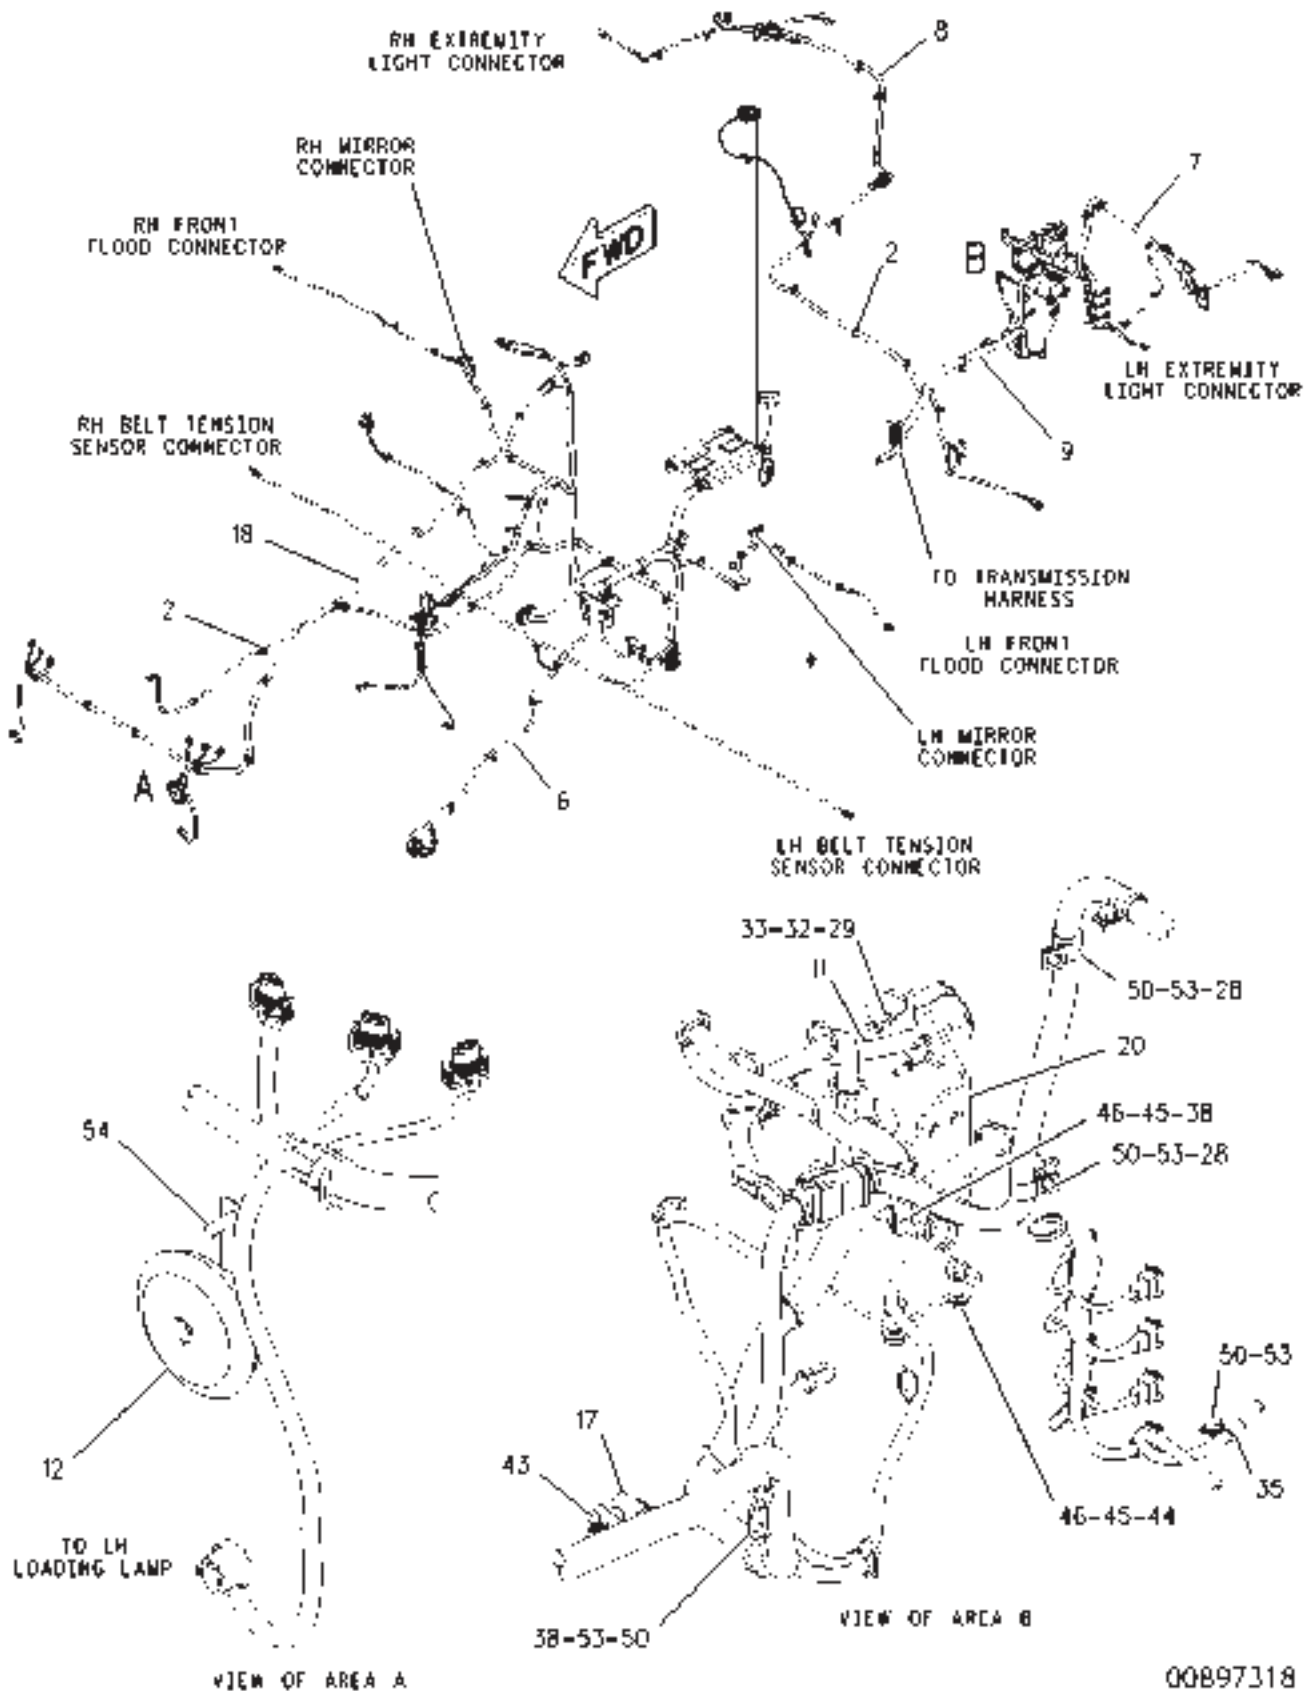 RH EXTREMITY
LIGHT CONNECTOR
8
RH MIRROR
CONNECTOR
7
RH FRONT
FLOOD CONNECTOR
FWD
2
B
LH EXTREMITY
LIGHT CONNECTOR
RH BELT TENSION
SENSOR CONNECTOR
9
18
TO TRANSMISSION
HARNESS
2
LH FRONT
FLOOD CONNECTOR
LH MIRROR
CONNECTOR
A
6
LH BELT TENSION
SENSOR CONNECTOR
33-32-29
11
50-53-28
20
46-45-38
54
50-53-28
50-53
17
43
12
35
46-45-44
TO LH
LOADING LAMP
38-53-50
VIEW OF AREA B
VIEW OF AREA A
00897318